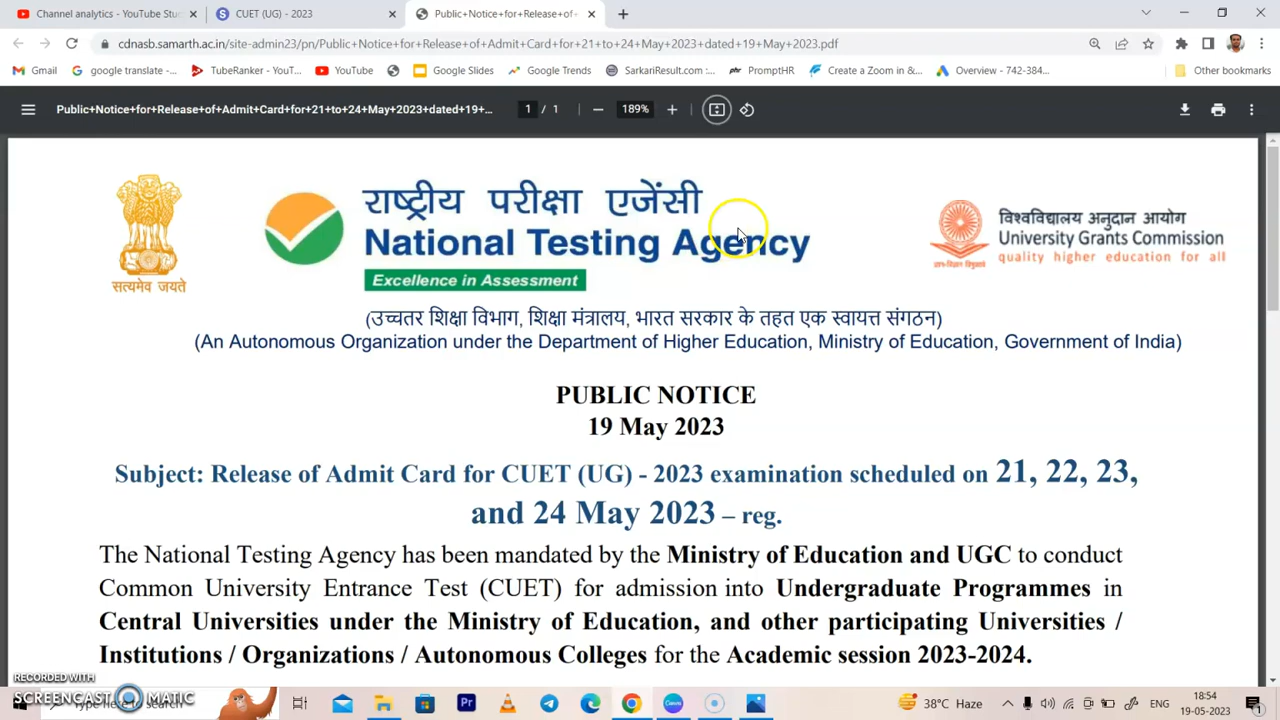 Channel analytics - YouTube Stu
CUET (UG) - 2023
Public Notice for Release of
cdnasb.samarth.ac.in/site-admin23/pn/Public+Notice+for+Release+of+Admit+Card+for+21+to+24+May+2023+dated+19+May+2023.pdf
Gmail
google translate -...
TubeRanker - YouT...
YouTube
Google Slides
Google Trends
SarkariResult.com :...
phr PromptHR
Create a Zoom in &...
Overview - 742-384...
Other bookmarks
Public+Notice+for+Release+of+Admit+Card+for+21+to+24+May+2023+dated+19+...
1 / 1
189%
राष्ट्रीय परीक्षा एजेंसी
National Testing Agency
Excellence in Assessment
सत्यमेव जयते
विश्वविद्यालय अनुदान आयोग
University Grants Commission
quality higher education for all
(उच्चतर शिक्षा विभाग, शिक्षा मंत्रालय, भारत सरकार के तहत एक स्वायत्त संगठन)
(An Autonomous Organization under the Department of Higher Education, Ministry of Education, Government of India)
PUBLIC NOTICE
19 May 2023
Subject: Release of Admit Card for CUET (UG) - 2023 examination scheduled on 21, 22, 23,
and 24 May 2023 – reg.
The National Testing Agency has been mandated by the Ministry of Education and UGC to conduct
Common University Entrance Test (CUET) for admission into Undergraduate Programmes in
Central Universities under the Ministry of Education, and other participating Universities /
Institutions / Organizations / Autonomous Colleges for the Academic session 2023-2024.
RECORDED WITH
SCREENCAST MATIC
Type here to search
Pr
38°C Haze
ENG
18:54
19-05-2023
1